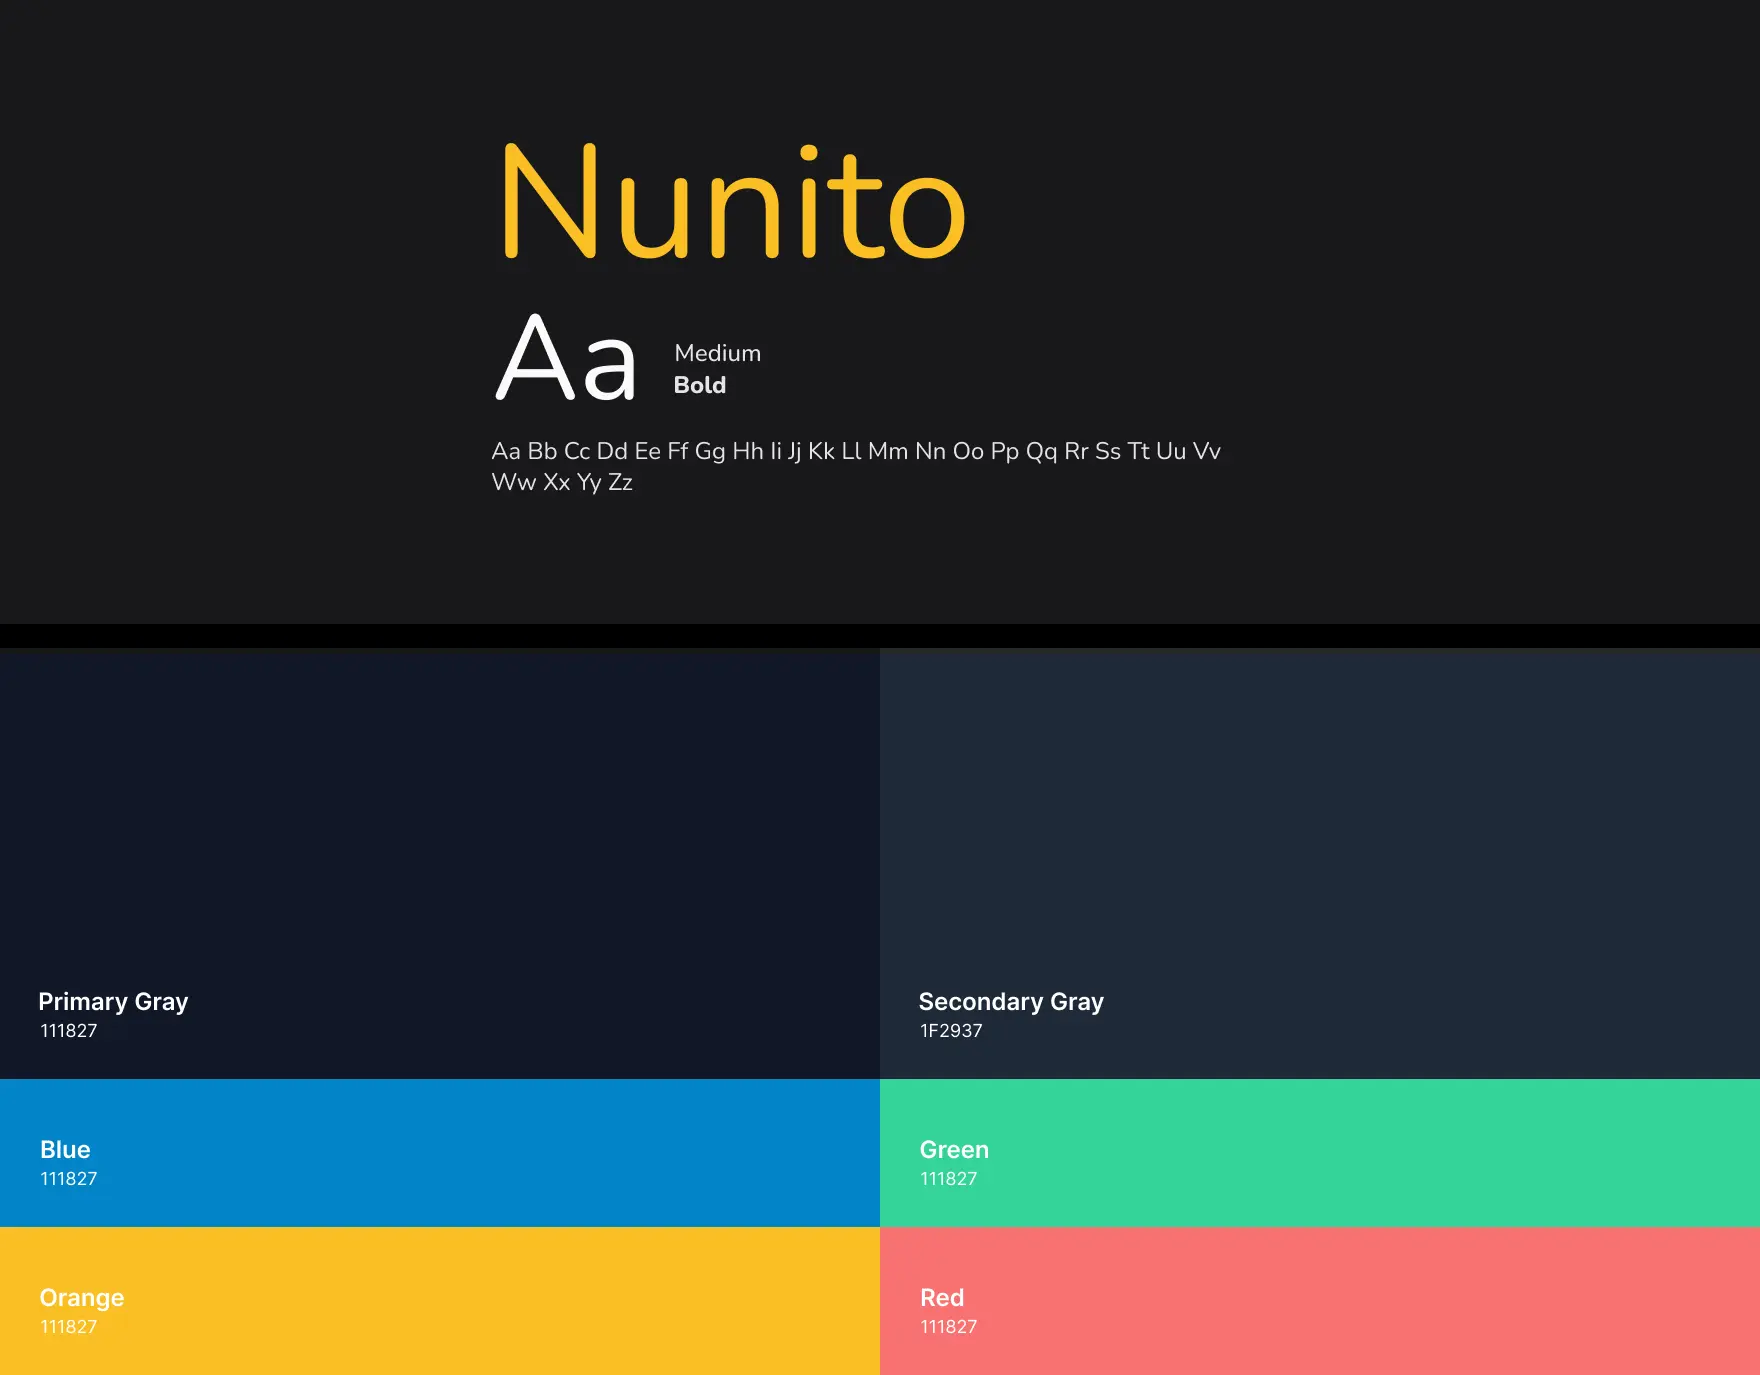 Nunito
Aa
Medium
Bold
Aa Bb Cc Dd Ee Ff Gg Hh Ii Jj Kk Ll Mm Nn Oo Pp Qq Rr Ss Tt Uu Vv
Ww Xx Yy Zz
Primary Gray
111827
Secondary Gray
1F2937
Blue
111827
Green
111827
Orange
111827
Red
111827